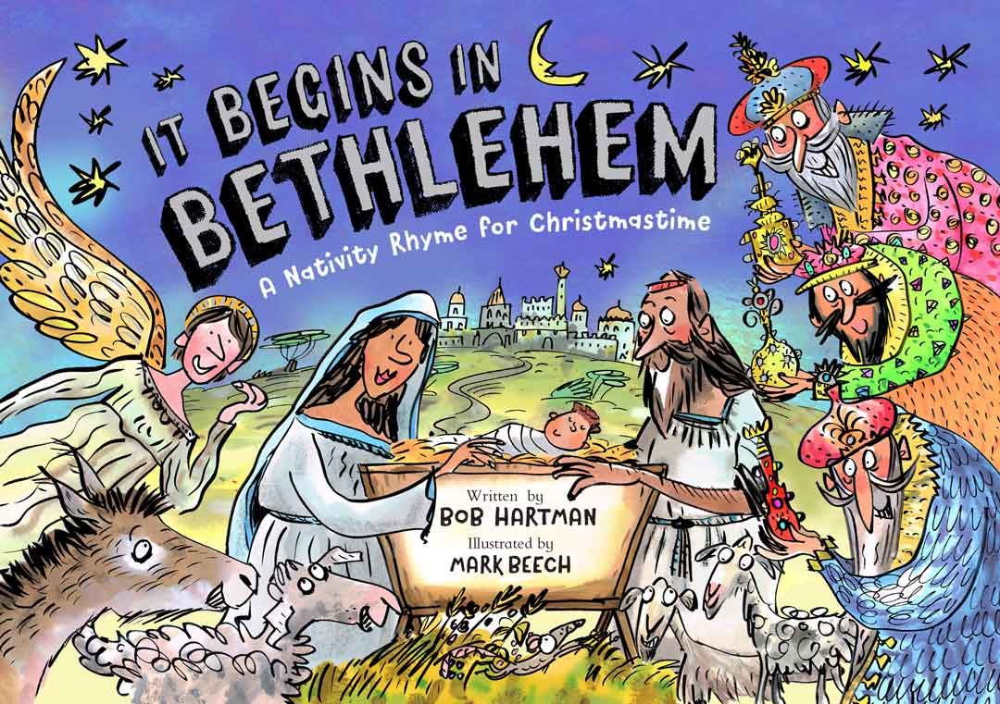 IT BEGINS IN
BETHLEHEM
A Nativity Rhyme for Christmastime
Written by
BOB HARTMAN
Illustrated by
MARK BEECH